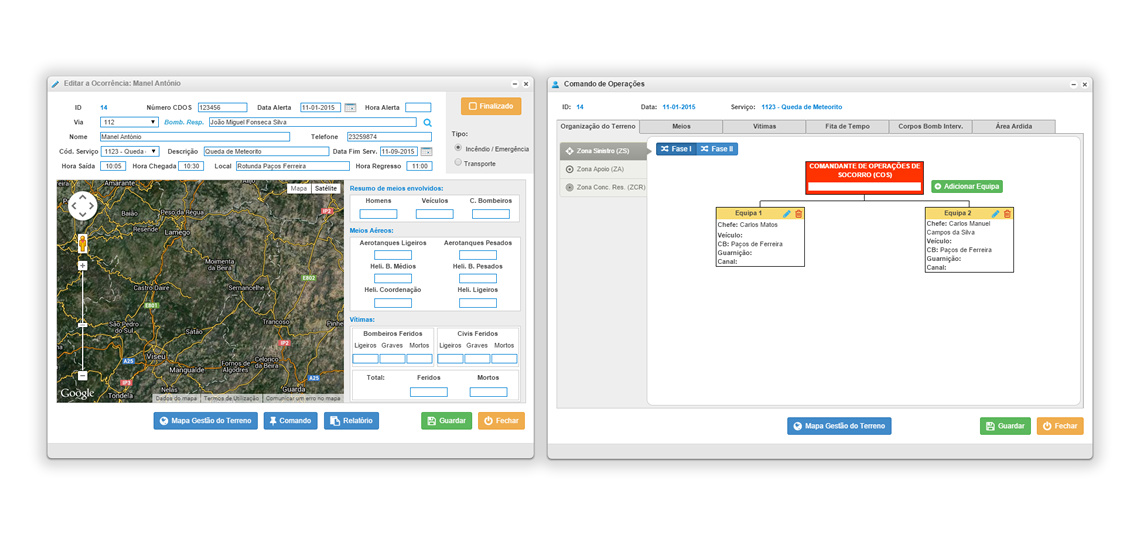 Editar a Ocorrência: Manel António
ID 14 Número CDOS 123456 Data Alerta 11-01-2015 Hora Alerta
Finalizado
Via 112 Bomb. Resp. João Miguel Fonseca Silva
Nome Manel António Telefone 23259874
Tipo:
Incêndio / Emergência
Transporte
Cód. Serviço 1123 - Queda Descrição Queda de Meteorito Data Fim Serv. 11-09-2015
Hora Saída 10:05 Hora Chegada 10:30 Local Rotunda Paços Ferreira Hora Regresso 11:00
Mapa Satélite
Amarante
Baião
Peso da Régua
IP2
Resende
Lamego
Moimenta da Beira
E802
Castro Daire
Sernancelhe
E801
São Pedro do Sul
Sátão
Trancoso
Pinhe
IP2
Viseu
A25
Mangualde
Fornos de Algodres
Celorico da Beira
IP3
A25
Nelas
Guarda
Tondela
Google
Dados do mapa Termos de Utilização Comunicar um erro no mapa
Resumo de meios envolvidos:
Homens Veículos C. Bombeiros
Meios Aéreos:
Aerotanques Ligeiros Aerotanques Pesados
Heli. B. Médios Heli. B. Pesados
Heli. Coordenação Heli. Ligeiros
Vítimas:
Bombeiros Feridos Civis Feridos
Ligeiros Graves Mortos Ligeiros Graves Mortos
Total: Feridos Mortos
Mapa Gestão do Terreno Comando Relatório Guardar Fechar
Comando de Operações
ID: 14 Data: 11-01-2015 Serviço: 1123 - Queda de Meteorito
Organização do Terreno Meios Vítimas Fita de Tempo Corpos Bomb Interv. Área Ardida
Zona Sinistro (ZS)
Zona Apoio (ZA)
Zona Conc. Res. (ZCR)
Fase I Fase II
COMANDANTE DE OPERAÇÕES DE
SOCORRO (COS)
Adicionar Equipa
Equipa 1
Chefe: Carlos Matos
Veículo:
CB: Paços de Ferreira
Guarnição:
Canal:
Equipa 2
Chefe: Carlos Manuel
Campos da Silva
Veículo:
CB: Paços de Ferreira
Guarnição:
Canal:
Mapa Gestão do Terreno Guardar Fechar